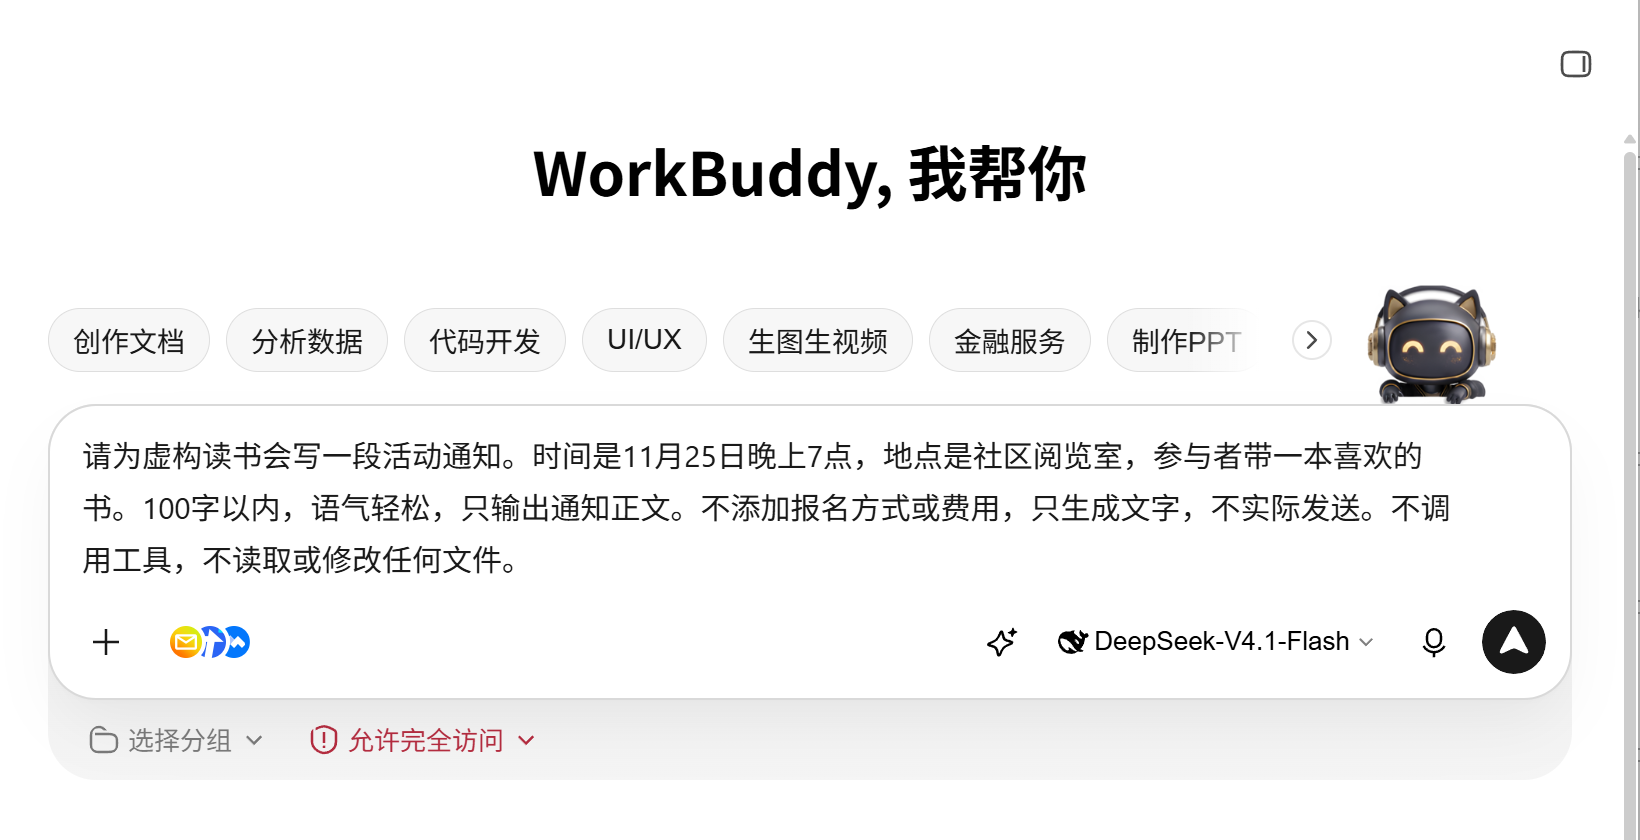 WorkBuddy, 我帮你
创作文档
分析数据
代码开发
UI/UX
生图生视频
金融服务
制作PPT
请为虚构读书会写一段活动通知。时间是11月25日晚上7点，地点是社区阅览室，参与者带一本喜欢的
书。100字以内，语气轻松，只输出通知正文。不添加报名方式或费用，只生成文字，不实际发送。不调
用工具，不读取或修改任何文件。
DeepSeek-V4.1-Flash
选择分组
允许完全访问